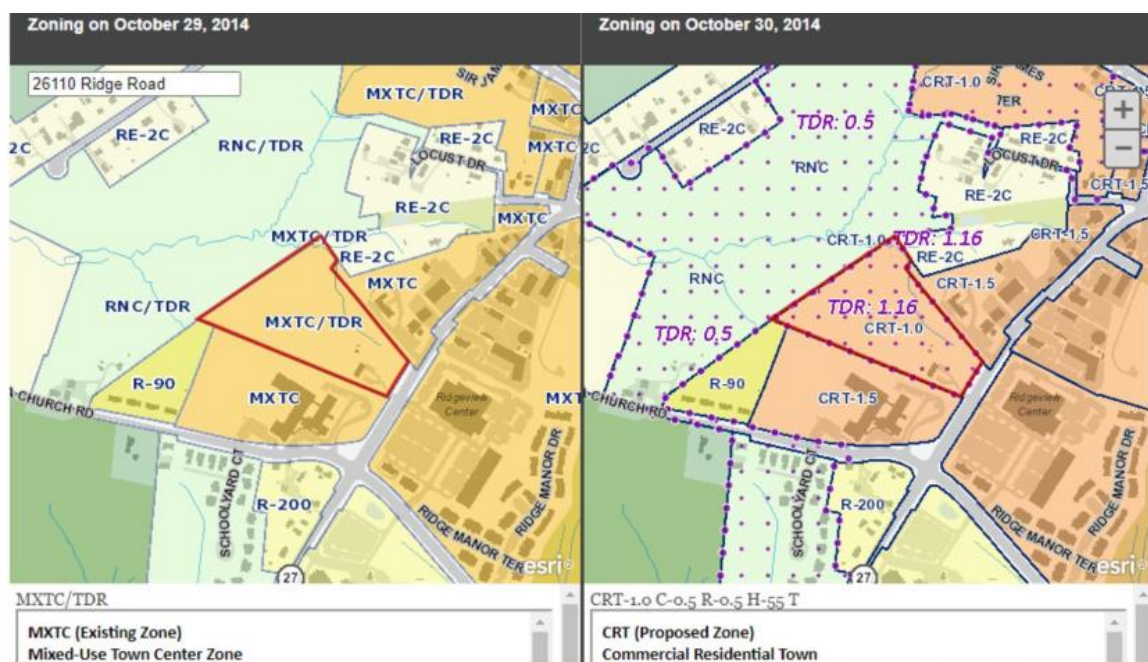 Zoning on October 29, 2014
26110 Ridge Road
MXTC/TDR
MXTC
RE-2C
RE-2C
2C
RNC/TDR
LOCUST DR
MXTC
RE-2C
MXTC
MXTC/TDR
RE-2C
MXTC
RNC/TDR
MXTC/TDR
R-90
MXTC
Ridgeview
Center
CHURCH RD
SCHOOLYARD CT
R-200
RIDGE MANOR DR
RIDGE MANOR TER
27
esri
MXTC/TDR
MXTC (Existing Zone)
Mixed-Use Town Center Zone
Zoning on October 30, 2014
CRT-1.0
TER
+
−
RE-2C
TDR: 0.5
RE-2C
2C
RNC
LOCUST DR
CRT-1.5
RE-2C
CRT-1.0
TDR: 1.16
CRT-1.5
RE-2C
RNC
CRT-1.5
TDR: 1.16
CRT-1.0
TDR: 0.5
R-90
CRT-1.5
Ridgeview
Center
CHURCH RD
SCHOOLYARD CT
R-200
RIDGE MANOR DR
RIDGE MANOR TER
27
esri
CRT-1.0 C-0.5 R-0.5 H-55 T
CRT (Proposed Zone)
Commercial Residential Town